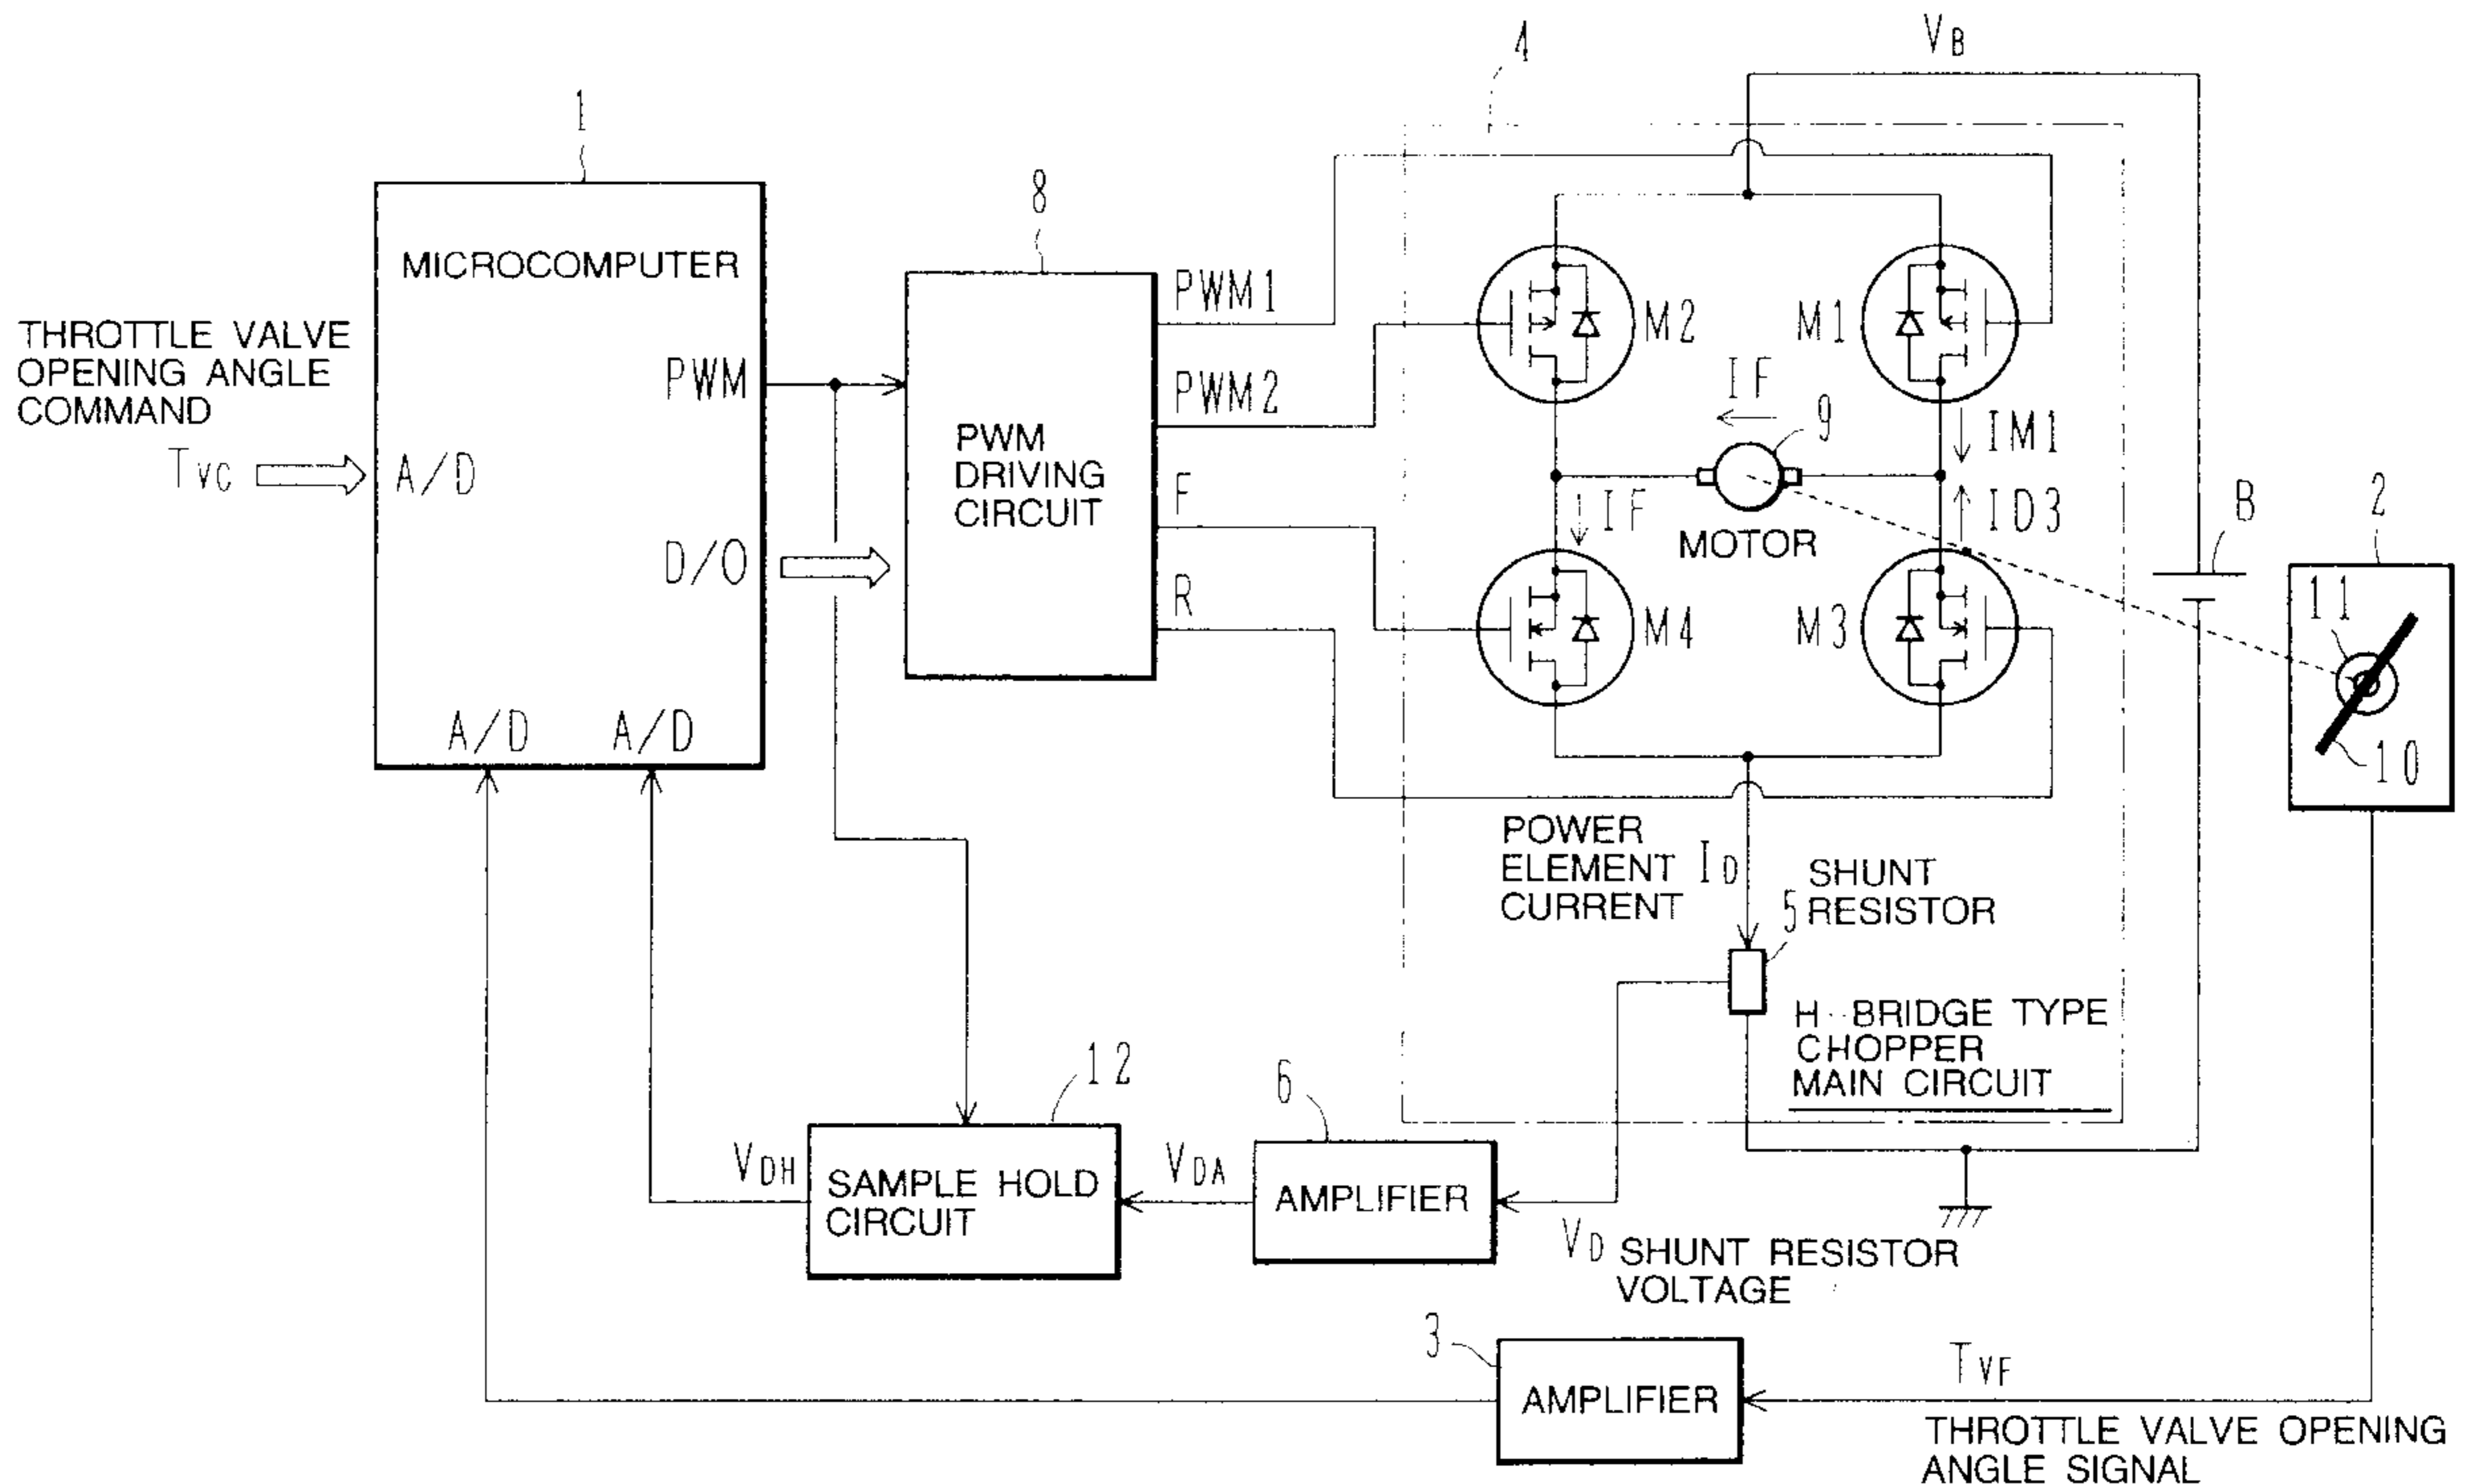 1
MICROCOMPUTER
THROTTLE VALVE
OPENING ANGLE
COMMAND
TVC
A/D
PWM
D/O
A/D
A/D
8
PWM
DRIVING
CIRCUIT
PWM1
PWM2
F
R
4
VB
M2
M1
IF
9
IM1
IF
MOTOR
ID3
M4
M3
B
2
11
10
POWER
ELEMENT
CURRENT
ID
SHUNT
RESISTOR
5
H-BRIDGE TYPE
CHOPPER
MAIN CIRCUIT
12
VDH
SAMPLE HOLD
CIRCUIT
VDA
6
AMPLIFIER
VD
SHUNT RESISTOR
VOLTAGE
3
AMPLIFIER
TVF
THROTTLE VALVE OPENING
ANGLE SIGNAL